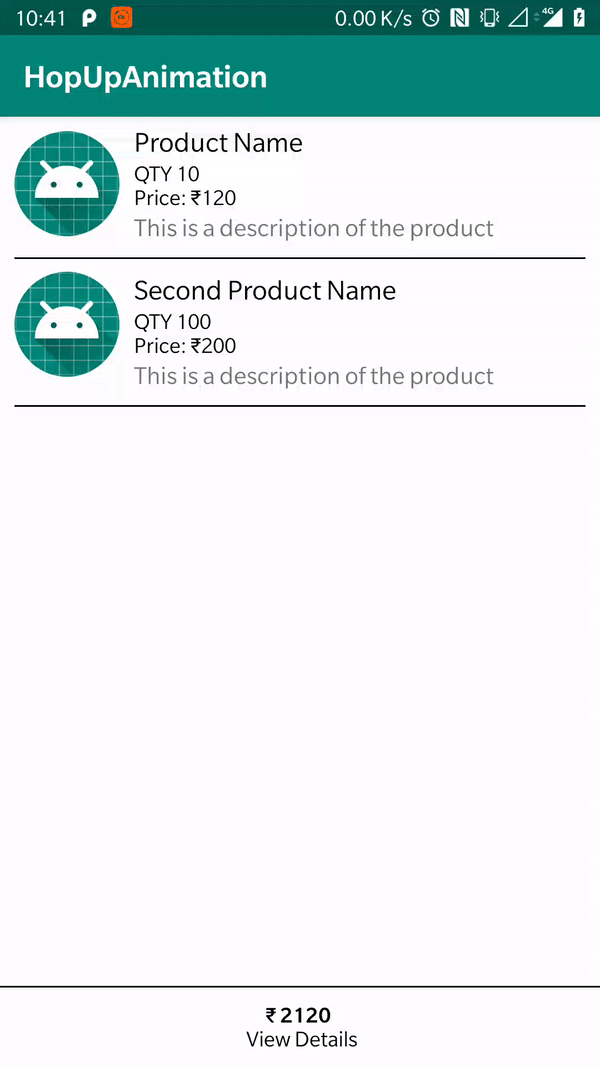 10:41 0.00 K/s 4G
HopUpAnimation
Product Name
QTY 10
Price: ₹120
This is a description of the product
Second Product Name
QTY 100
Price: ₹200
This is a description of the product
₹ 2120
View Details